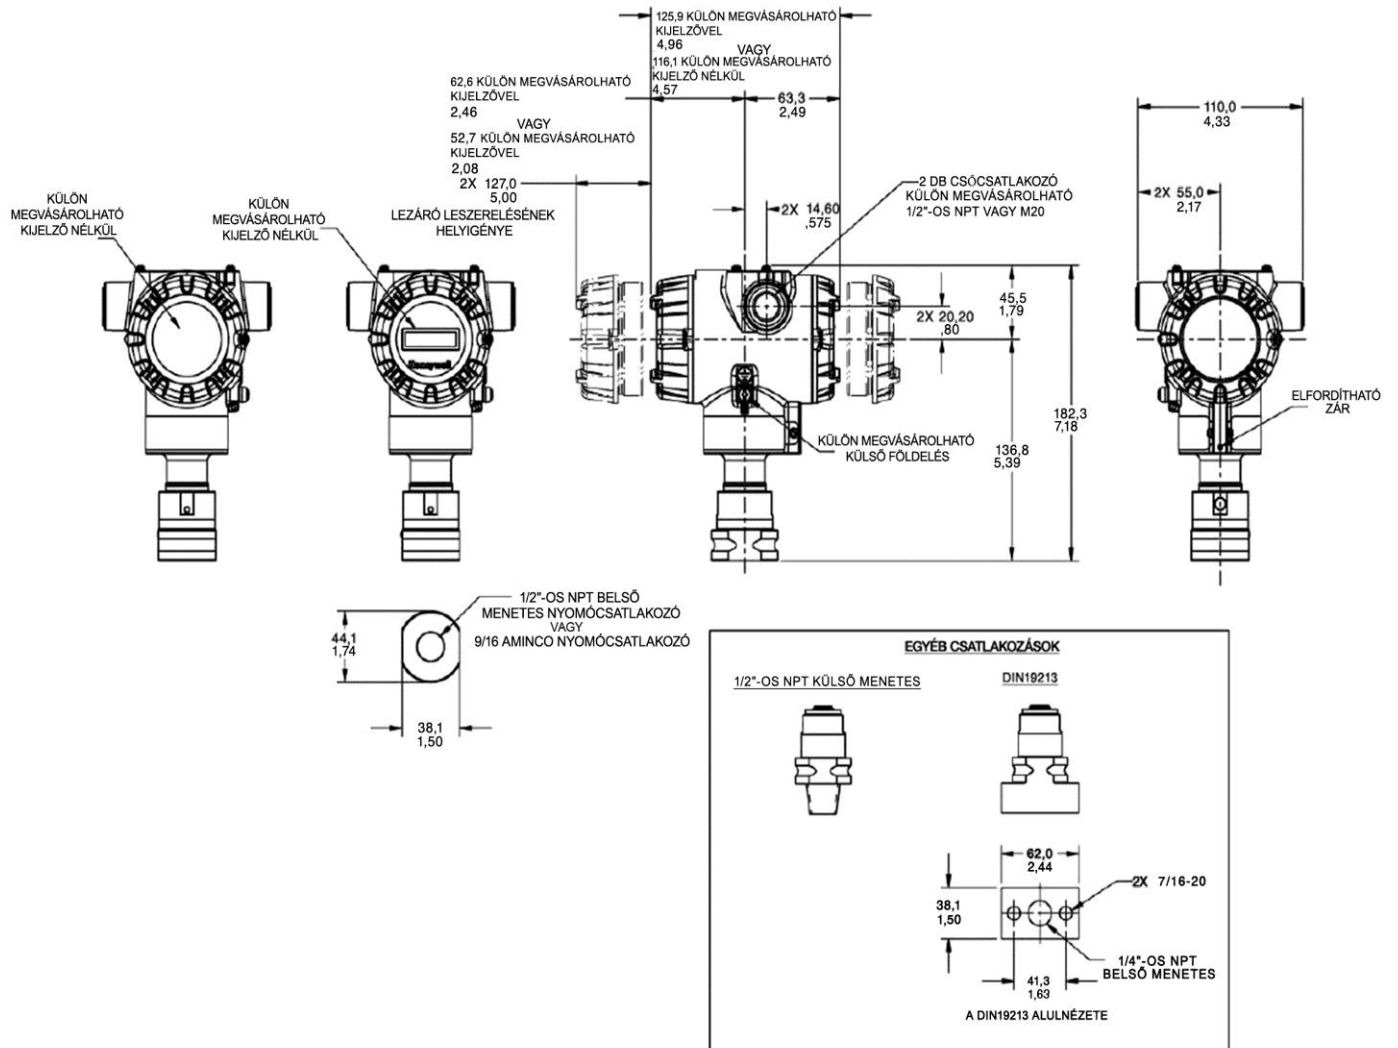 125,9 KÜLÖN MEGVÁSÁROLHATÓ
KIJELZŐVEL
4,96
VAGY
116,1 KÜLÖN MEGVÁSÁROLHATÓ
KIJELZŐ NÉLKÜL
4,57
62,6 KÜLÖN MEGVÁSÁROLHATÓ
KIJELZŐVEL
2,46
VAGY
52,7 KÜLÖN MEGVÁSÁROLHATÓ
KIJELZŐVEL
2,08
2X 127,0
5,00
LEZÁRÓ LESZERELÉSÉNEK
HELYIGÉNYE
63,3
2,49
110,0
4,33
2X 55,0
2,17
2 DB CSŐCSATLAKOZÓ
KÜLÖN MEGVÁSÁROLHATÓ
1/2"-OS NPT VAGY M20
2X 14,60
,575
KÜLÖN
MEGVÁSÁROLHATÓ
KIJELZŐ NÉLKÜL
KÜLÖN
MEGVÁSÁROLHATÓ
KIJELZŐ NÉLKÜL
Honeywell
45,5
1,79
2X 20,20
,80
182,3
7,18
136,8
5,39
ELFORDÍTHATÓ
ZÁR
KÜLÖN MEGVÁSÁROLHATÓ
KÜLSŐ FÖLDELÉS
1/2"-OS NPT BELSŐ
MENETES NYOMÓCSATLAKOZÓ
VAGY
9/16 AMINCO NYOMÓCSATLAKOZÓ
44,1
1,74
38,1
1,50
EGYÉB CSATLAKOZÁSOK
1/2"-OS NPT KÜLSŐ MENETES
DIN19213
62,0
2,44
2X 7/16-20
38,1
1,50
1/4"-OS NPT
BELSŐ MENETES
41,3
1,63
A DIN19213 ALULNÉZETE